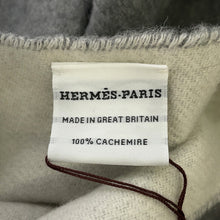 HERMÈS-PARIS
MADE IN GREAT BRITAIN
100% CACHEMIRE